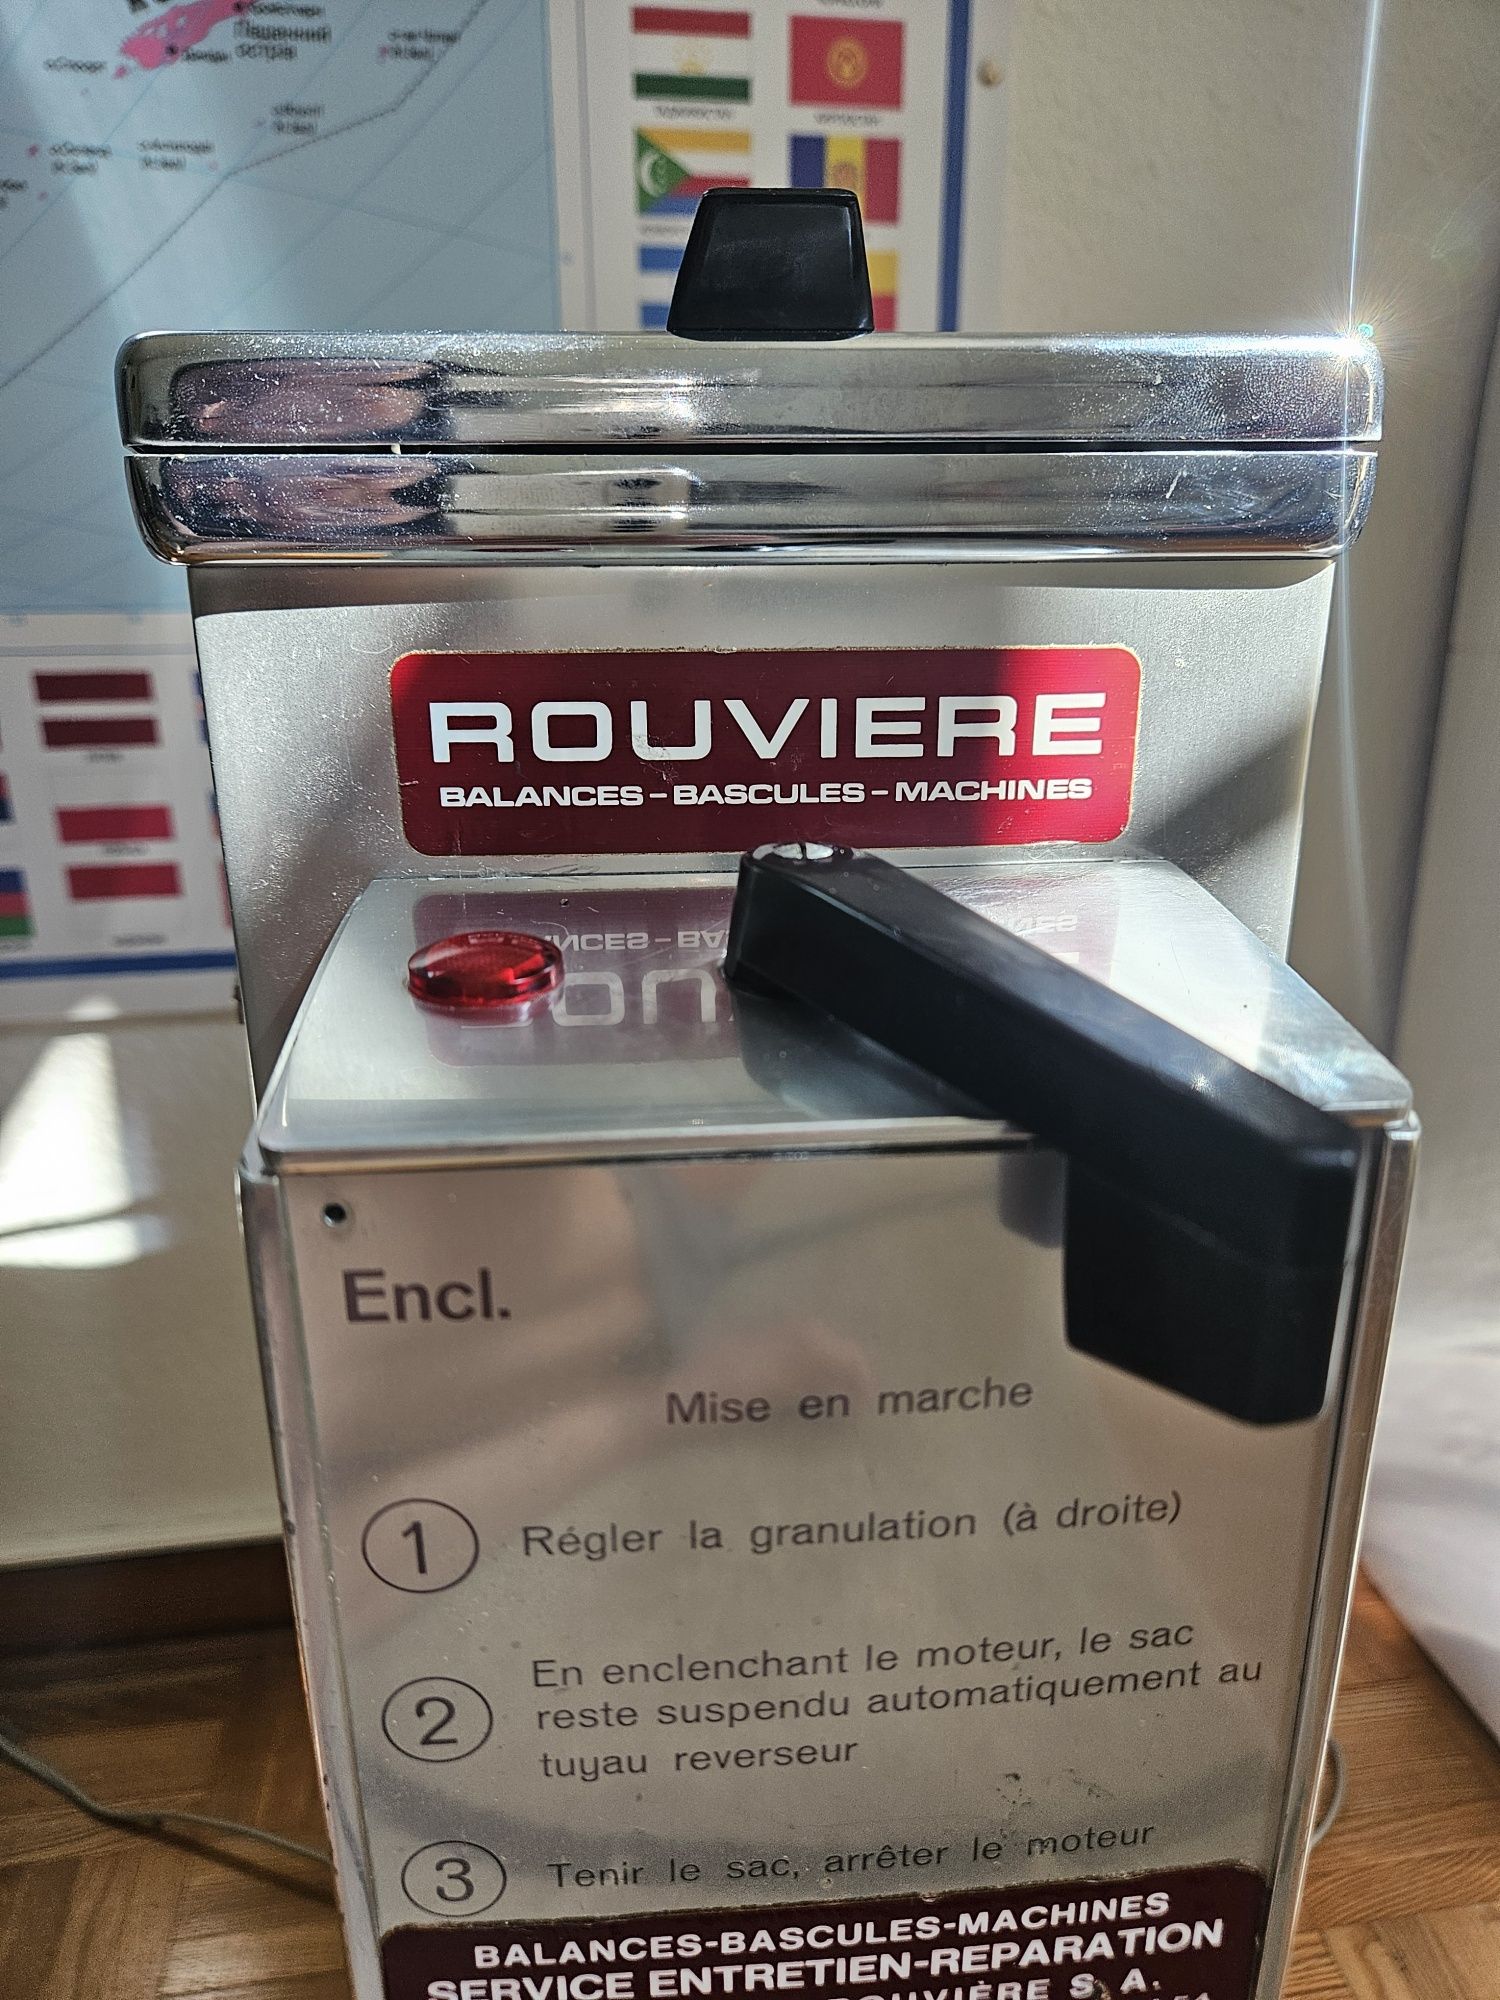 ROUVIERE
BALANCES-BASCULES-MACHINES
Encl.
Mise en marche
1 Régler la granulation (à droite)
2 En enclenchant le moteur, le sac
reste suspendu automatiquement au
tuyau reverseur
3 Tenir le sac, arrêter le moteur
BALANCES-BASCULES-MACHINES
SERVICE ENTRETIEN-REPARATION
ROUVIÈRE S. A.